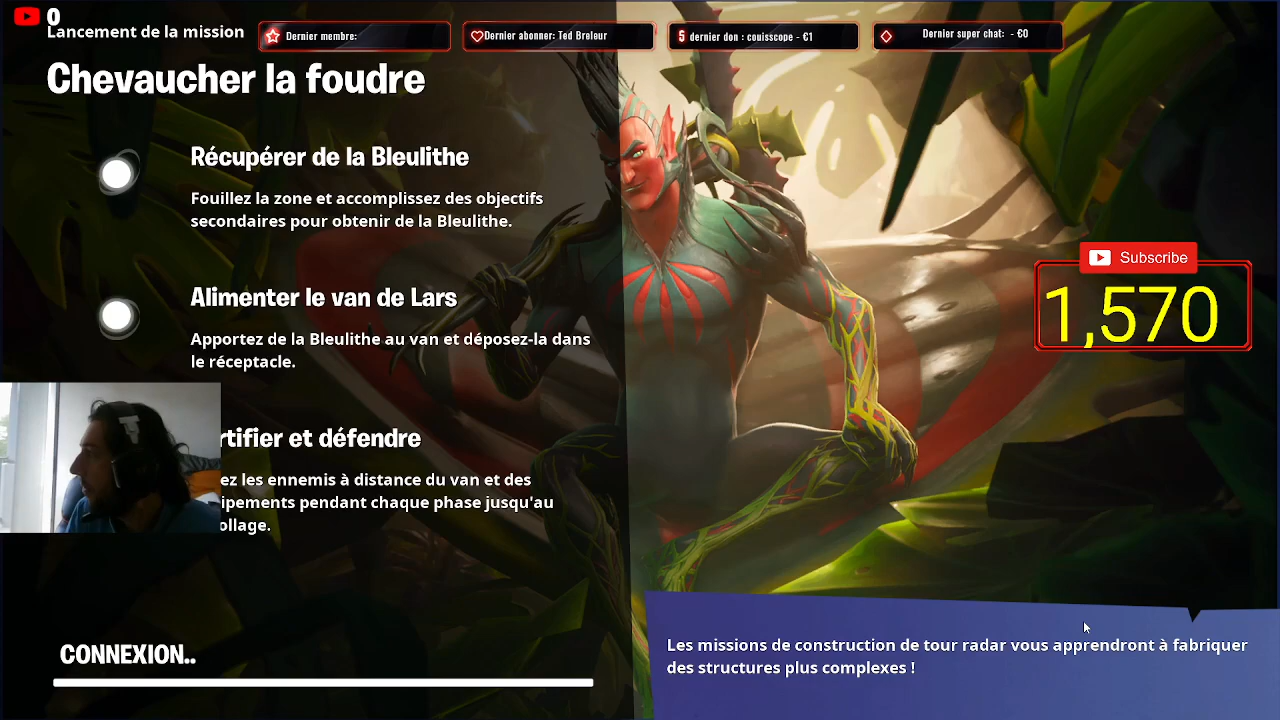 0
Lancement de la mission
Dernier membre:
Dernier abonner: Ted Breleur
dernier don : couisscope - €1
Dernier super chat: - €0
Chevaucher la foudre
Récupérer de la Bleulithe
Fouillez la zone et accomplissez des objectifs
secondaires pour obtenir de la Bleulithe.
Alimenter le van de Lars
Apportez de la Bleulithe au van et déposez-la dans
le réceptacle.
rtifier et défendre
ez les ennemis à distance du van et des
ipements pendant chaque phase jusqu'au
ollage.
Subscribe
1,570
CONNEXION..
Les missions de construction de tour radar vous apprendront à fabriquer
des structures plus complexes !